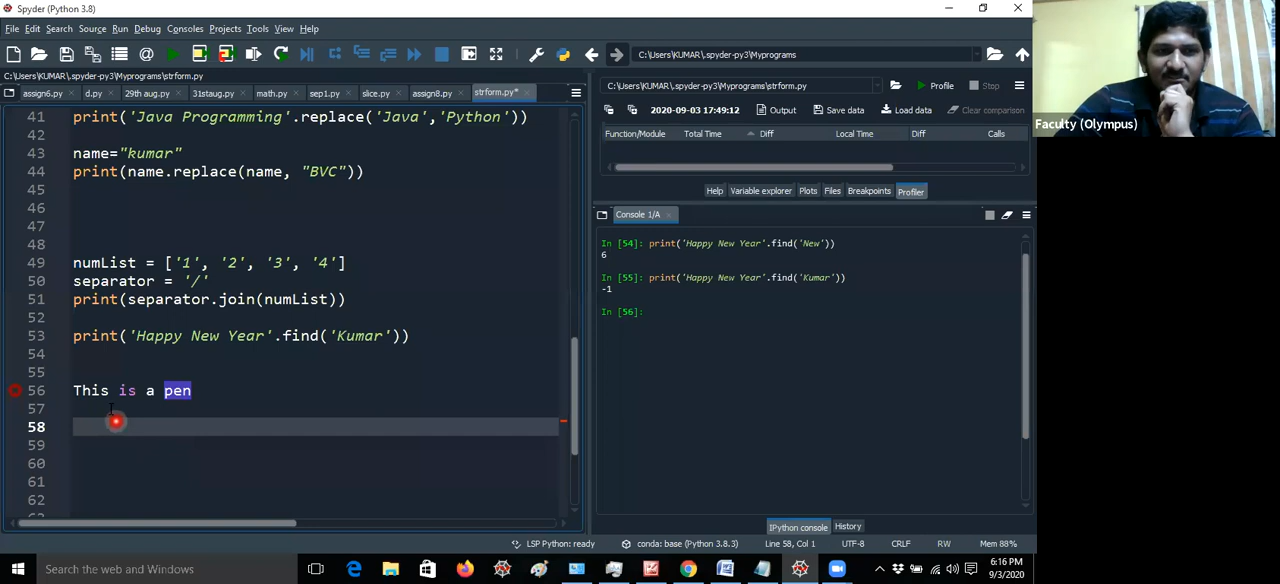 Spyder (Python 3.8)
File Edit Search Source Run Debug Consoles Projects Tools View Help
C:\Users\KUMAR\.spyder-py3\Myprograms
C:\Users\KUMAR\.spyder-py3\Myprograms\strform.py
assign6.py d.py 29th aug.py 31staug.py math.py sep1.py slice.py assign8.py strform.py*
41 print('Java Programming'.replace('Java','Python'))
42
43 name="kumar"
44 print(name.replace(name, "BVC"))
45
46
47
48
49 numList = ['1', '2', '3', '4']
50 separator = '/'
51 print(separator.join(numList))
52
53 print('Happy New Year'.find('Kumar'))
54
55
56 This is a pen
57
58
59
60
61
62
C:\Users\KUMAR\.spyder-py3\Myprograms\strform.py Profile Stop
2020-09-03 17:49:12 Output Save data Load data Clear comparison
Function/Module Total Time Diff Local Time Diff Calls
Help Variable explorer Plots Files Breakpoints Profiler
Console 1/A
In [54]: print('Happy New Year'.find('New'))
6
In [55]: print('Happy New Year'.find('Kumar'))
-1
In [56]:
IPython console History
LSP Python: ready conda: base (Python 3.8.3) Line 58, Col 1 UTF-8 CRLF RW Mem 88%
Search the web and Windows
6:16 PM
9/3/2020
Faculty (Olympus)